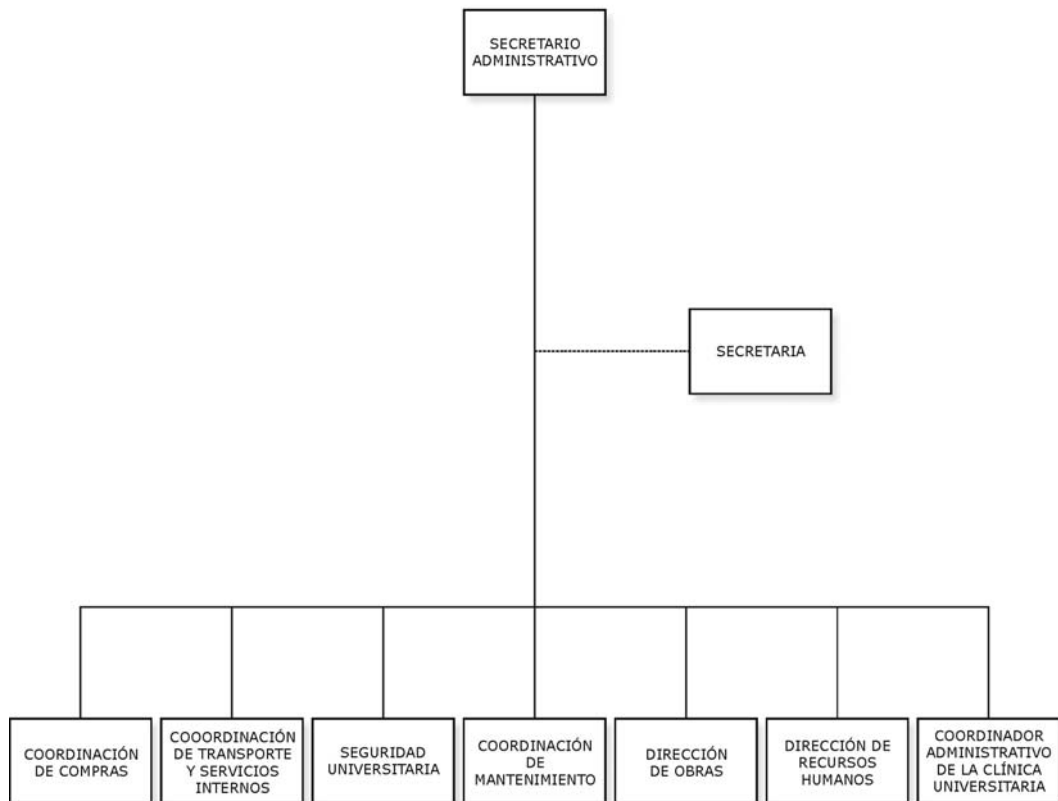 SECRETARIO
ADMINISTRATIVO
SECRETARIA
COORDINACIÓN
DE COMPRAS
COOORDINACIÓN
DE TRANSPORTE
Y SERVICIOS
INTERNOS
SEGURIDAD
UNIVERSITARIA
COORDINACIÓN
DE
MANTENIMIENTO
DIRECCIÓN
DE OBRAS
DIRECCIÓN DE
RECURSOS
HUMANOS
COORDINADOR
ADMINISTRATIVO
DE LA CLÍNICA
UNIVERSITARIA